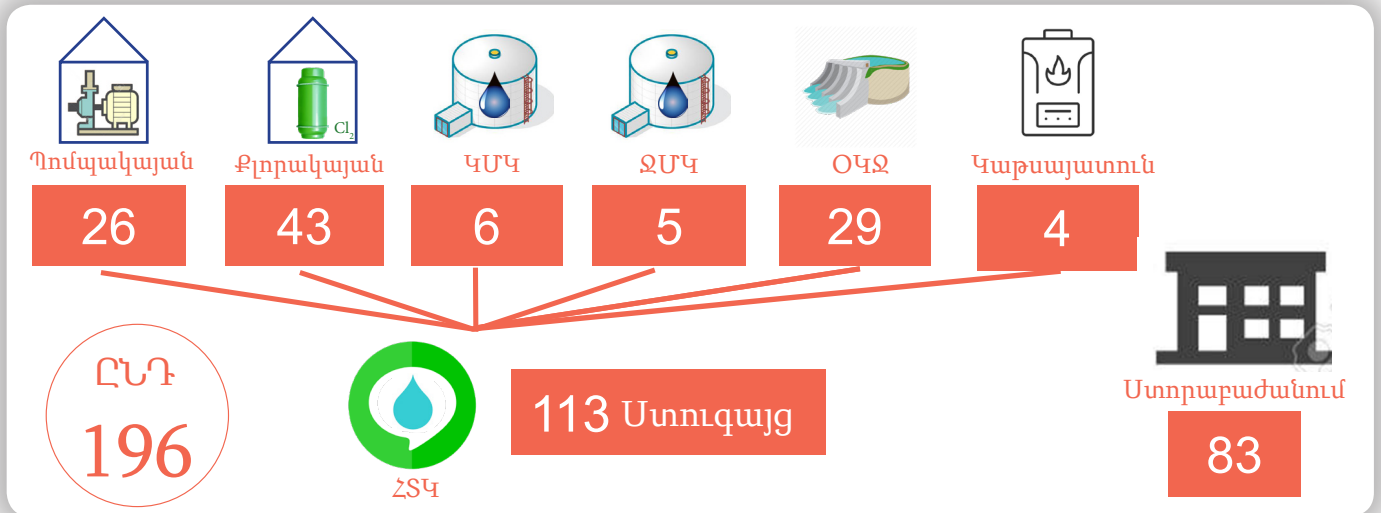 Cl₂
Պոմպակայան
Քլորակայան
ԿՄԿ
ՋՄԿ
ՕԿՋ
Կաթսայատուն
26
43
6
5
29
4
ԸՆԴ
196
ՀՏԿ
113 Ստուգայց
Ստորաբաժանում
83